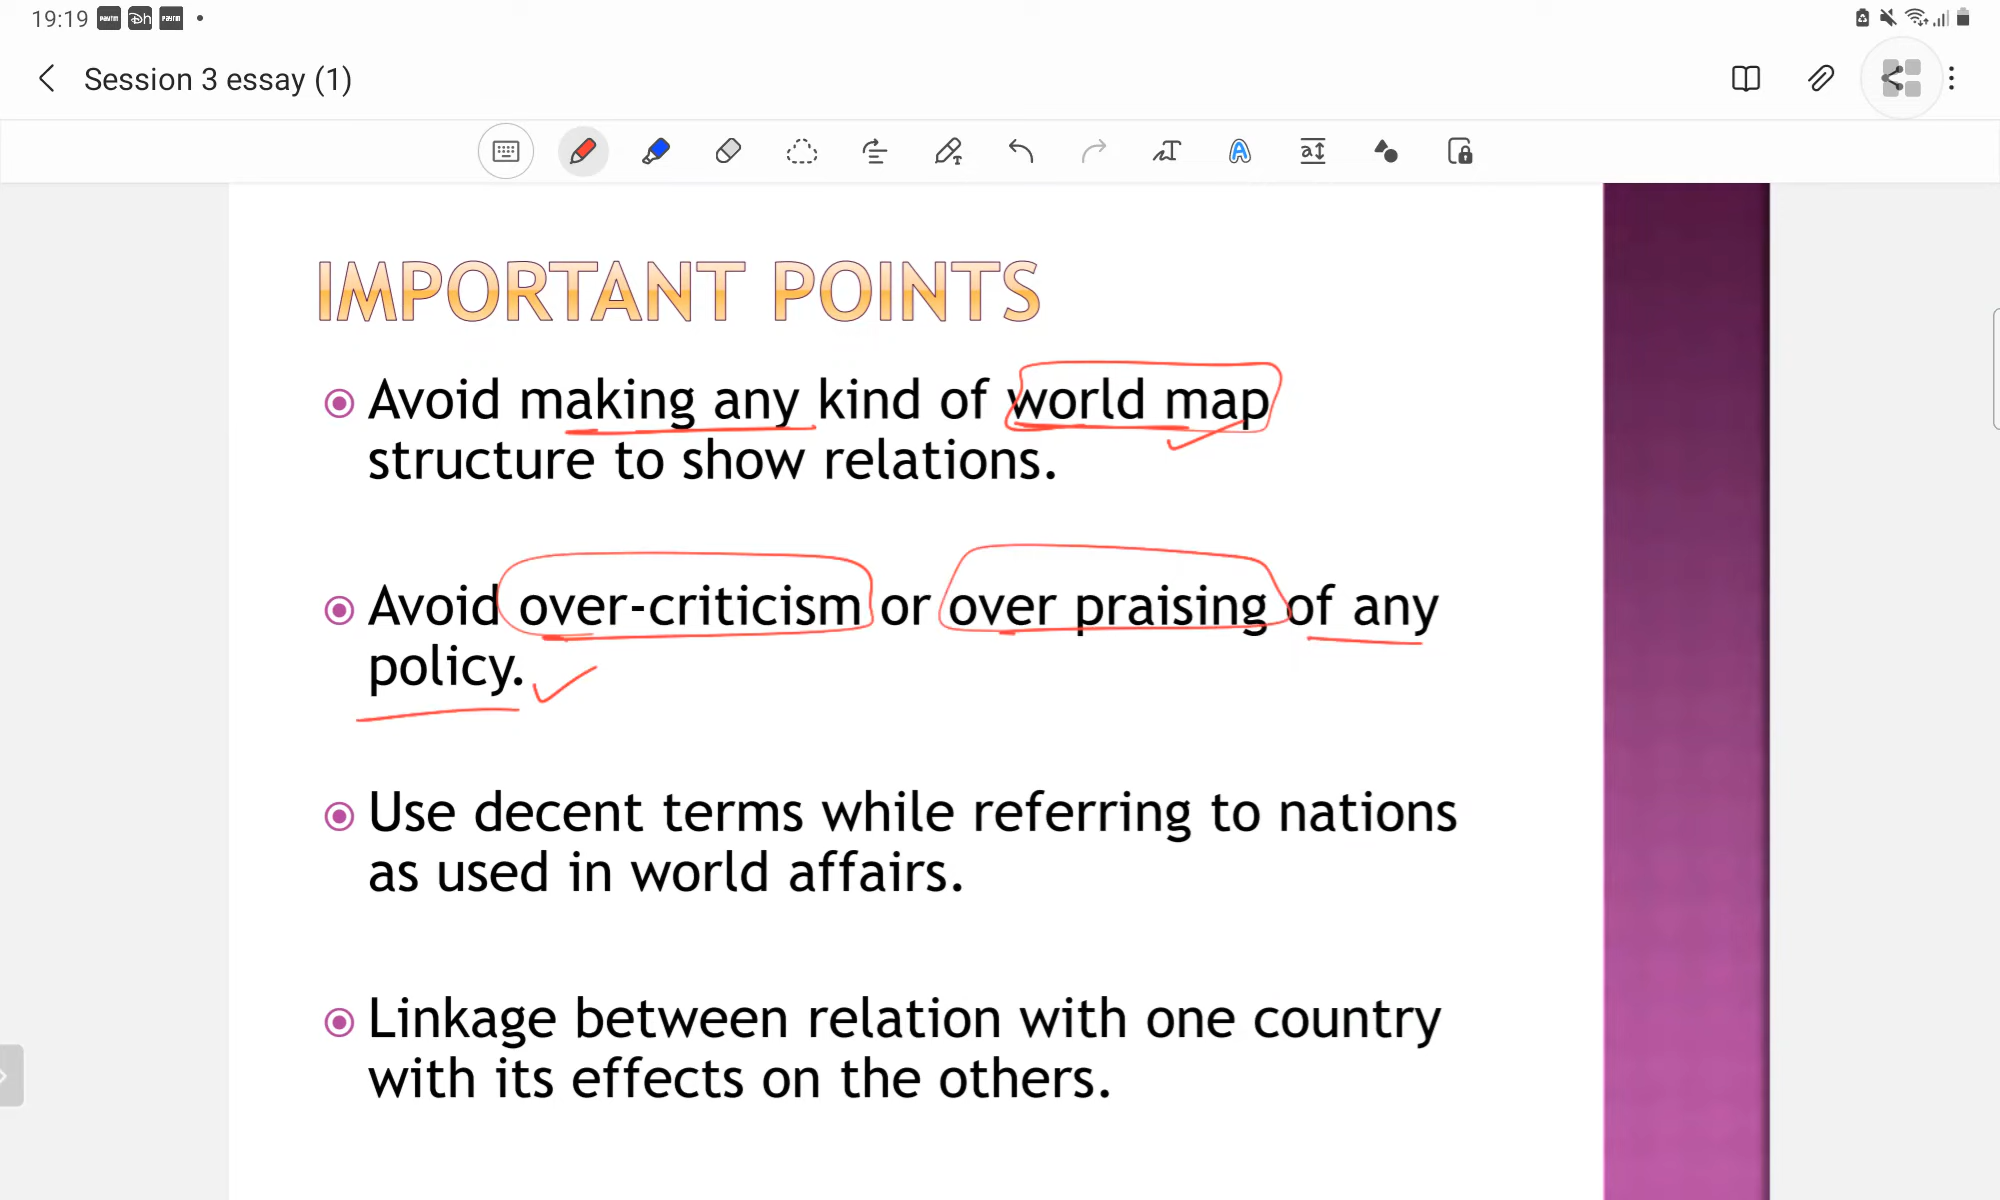 19:19
Session 3 essay (1)
IMPORTANT POINTS
Avoid making any kind of world map
structure to show relations.
Avoid over-criticism or over praising of any
policy.
Use decent terms while referring to nations
as used in world affairs.
Linkage between relation with one country
with its effects on the others.